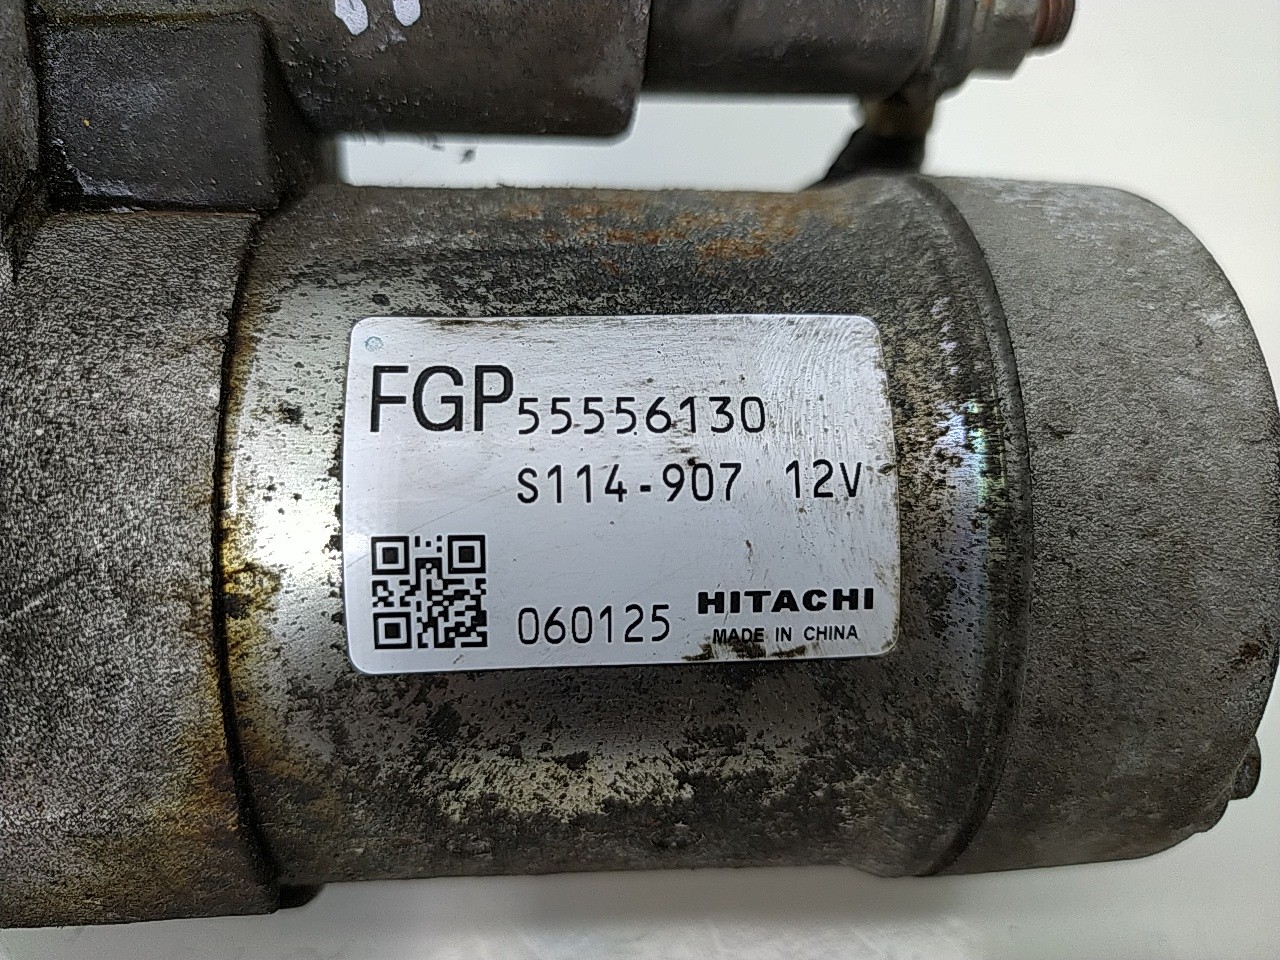 FGP55556130
S114-907 12V
060125 HITACHI
MADE IN CHINA